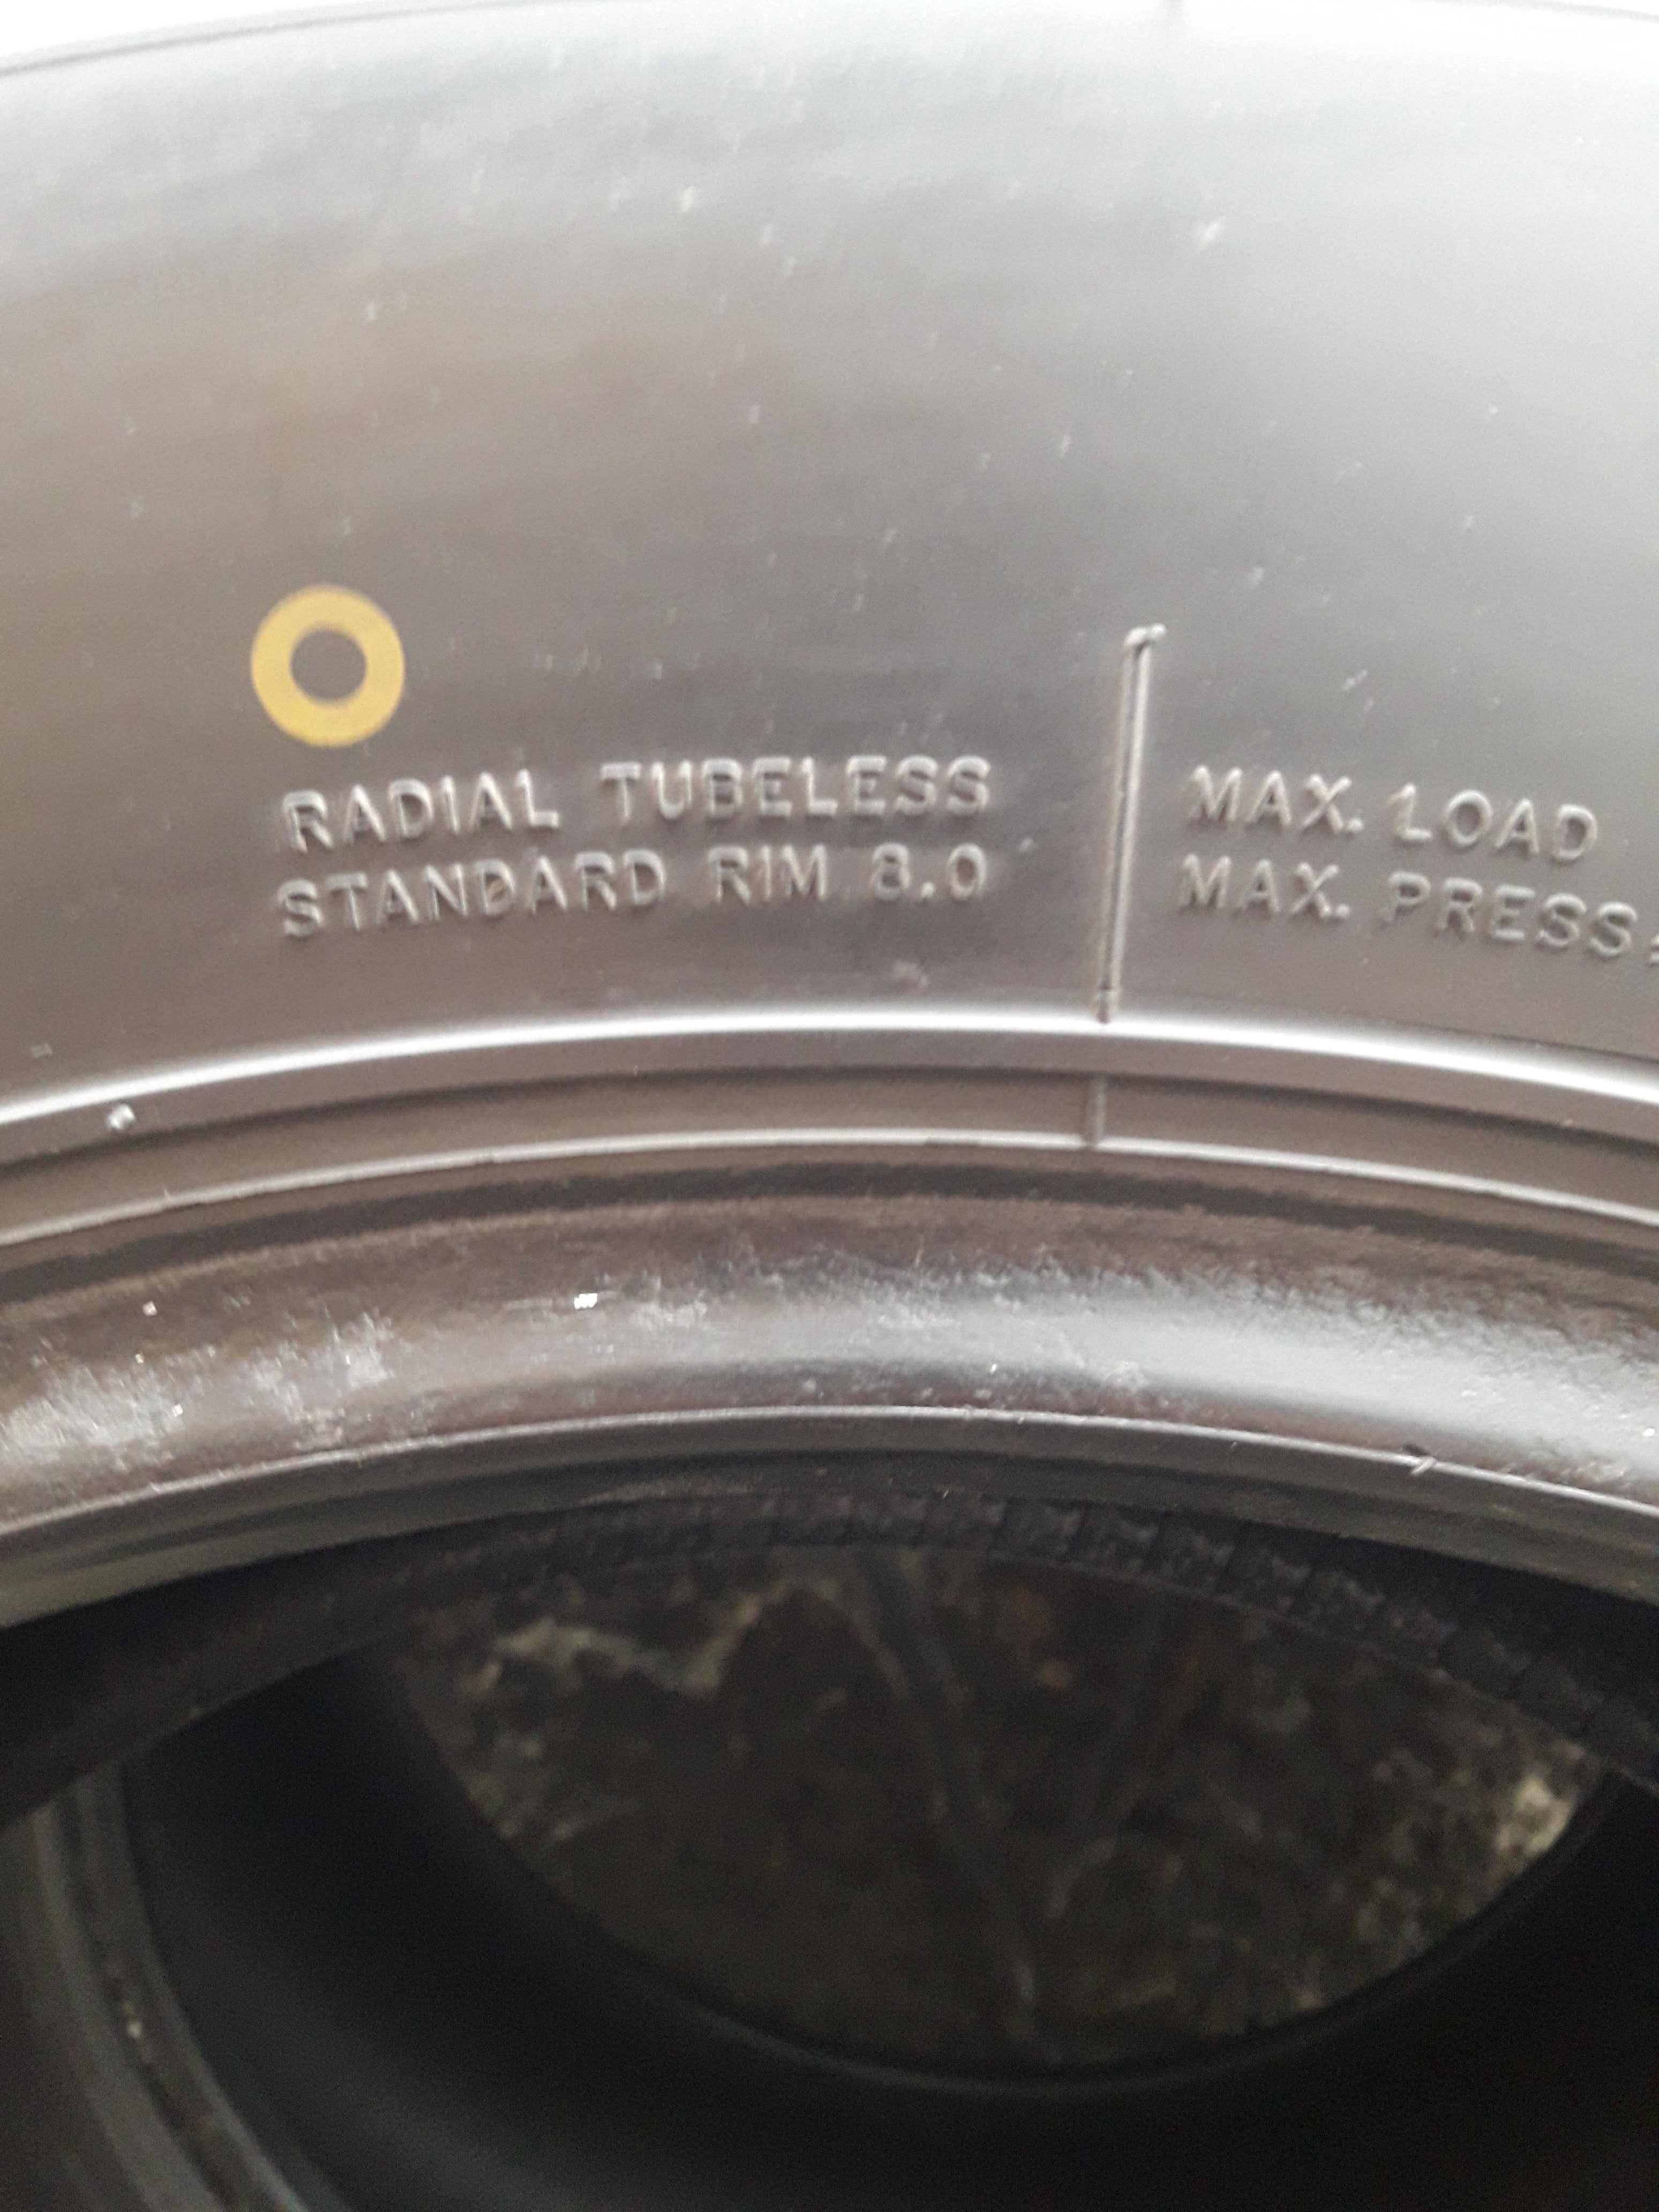 RADIAL TUBELESS
STANDARD RIM 8.0
MAX. LOAD
MAX. PRESS